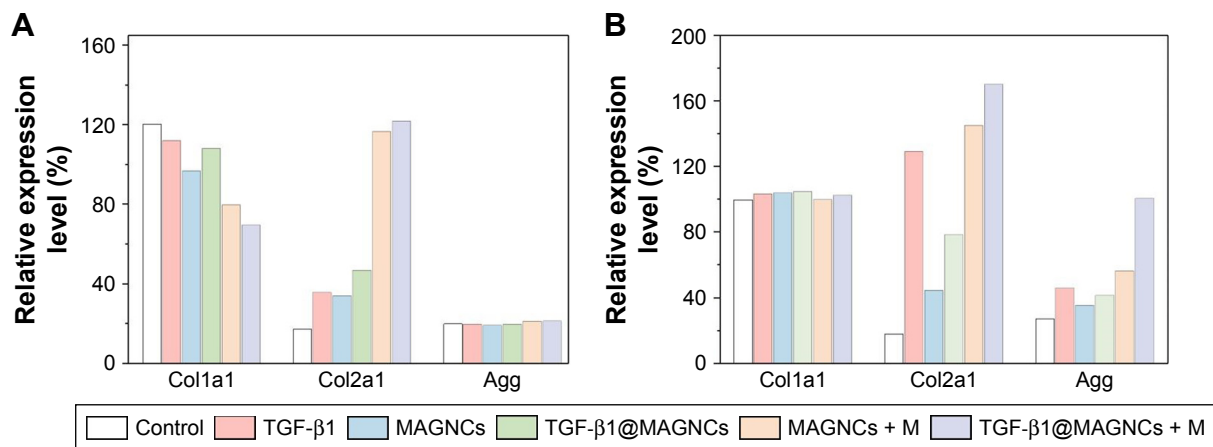 A
Relative expression
level (%)
160
120
80
40
0
Col1a1 Col2a1 Agg
B
Relative expression
level (%)
200
160
120
80
40
0
Col1a1 Col2a1 Agg
Control TGF-β1 MAGNCs TGF-β1@MAGNCs MAGNCs + M TGF-β1@MAGNCs + M